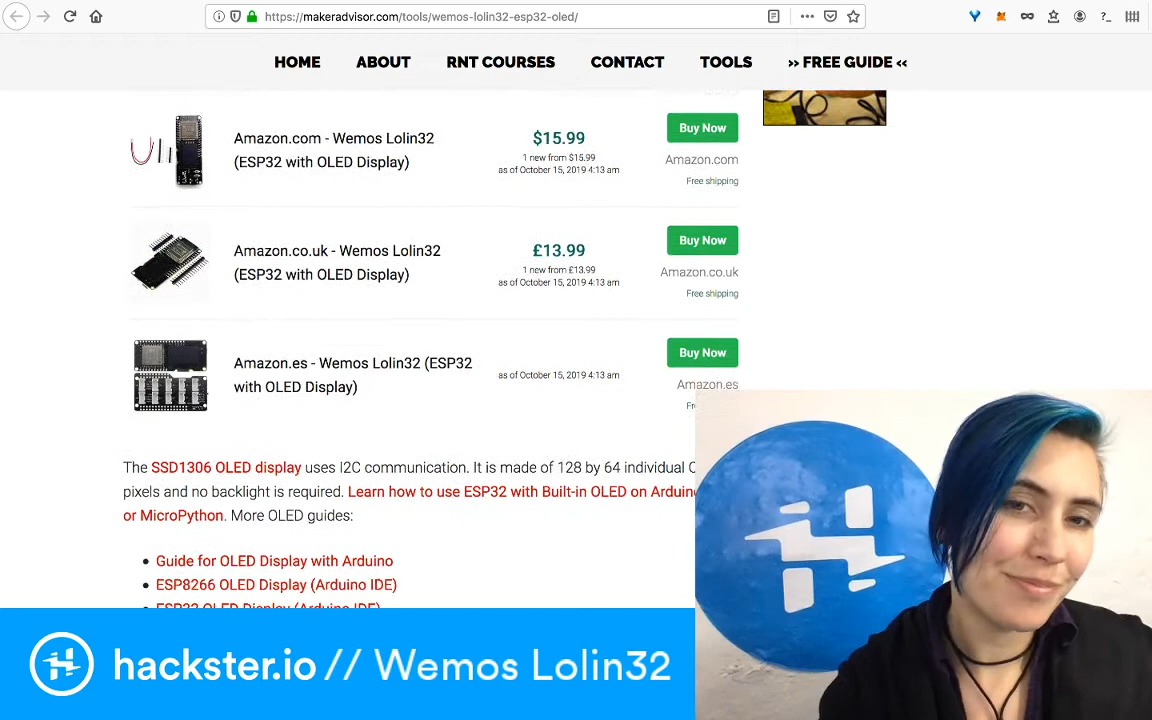 https://makeradvisor.com/tools/wemos-lolin32-esp32-oled/
HOME ABOUT RNT COURSES CONTACT TOOLS ›› FREE GUIDE ‹‹
Amazon.com - Wemos Lolin32
(ESP32 with OLED Display)
$15.99
1 new from $15.99
as of October 15, 2019 4:13 am
Buy Now
Amazon.com
Free shipping
Amazon.co.uk - Wemos Lolin32
(ESP32 with OLED Display)
£13.99
1 new from £13.99
as of October 15, 2019 4:13 am
Buy Now
Amazon.co.uk
Free shipping
Amazon.es - Wemos Lolin32 (ESP32
with OLED Display)
as of October 15, 2019 4:13 am
Buy Now
Amazon.es
The SSD1306 OLED display uses I2C communication. It is made of 128 by 64 individual
pixels and no backlight is required. Learn how to use ESP32 with Built-in OLED on
or MicroPython. More OLED guides:
• Guide for OLED Display with Arduino
• ESP8266 OLED Display (Arduino IDE)
• ESP32 OLED Display (Arduino IDE)
hackster.io // Wemos Lolin32